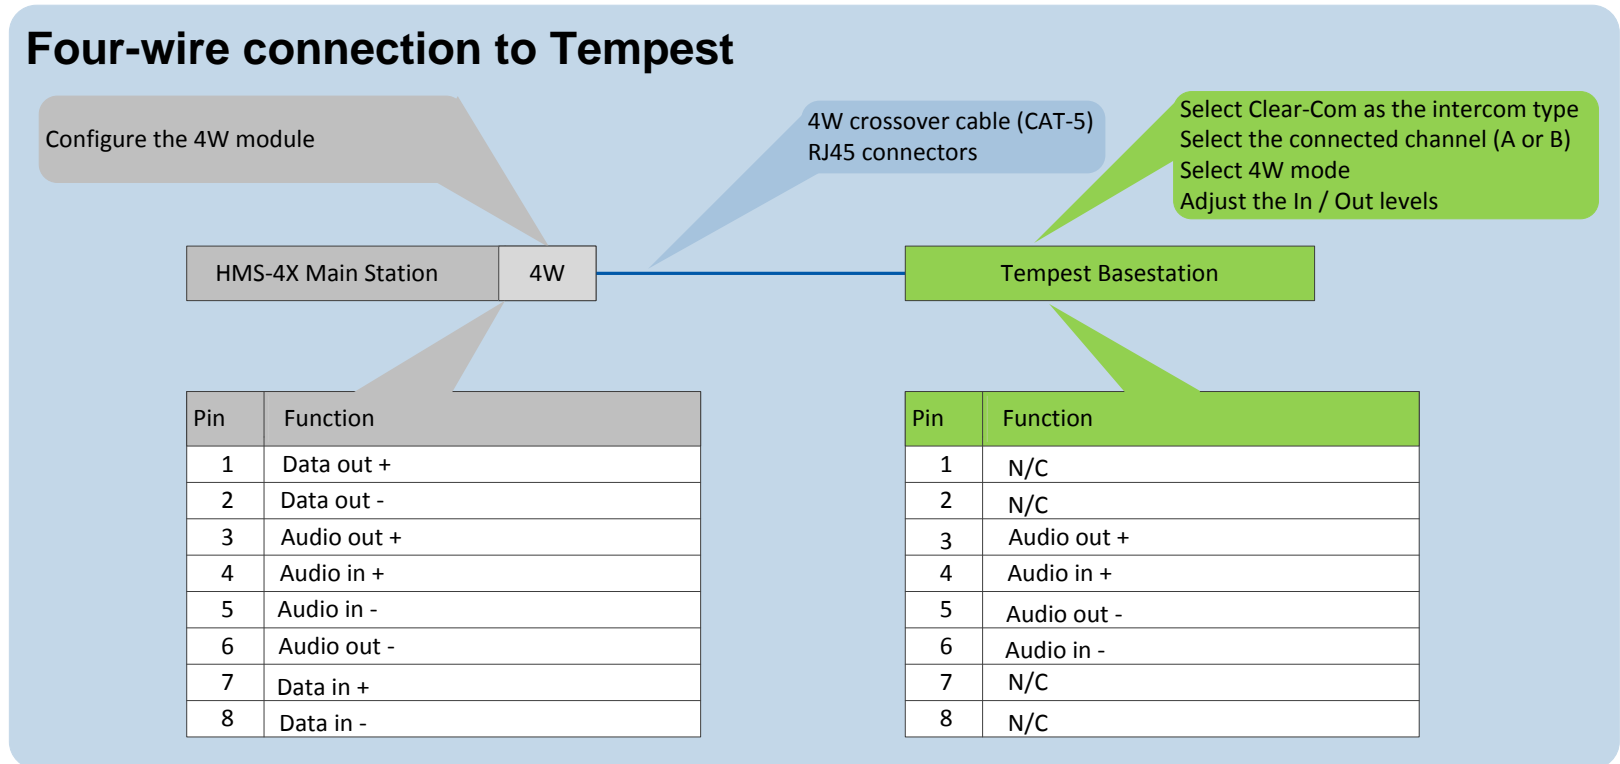 Four-wire connection to Tempest
Configure the 4W module
4W crossover cable (CAT-5)
RJ45 connectors
Select Clear-Com as the intercom type
Select the connected channel (A or B)
Select 4W mode
Adjust the In / Out levels
HMS-4X Main Station 4W
Tempest Basestation
Pin Function
1 Data out +
2 Data out -
3 Audio out +
4 Audio in +
5 Audio in -
6 Audio out -
7 Data in +
8 Data in -
Pin Function
1 N/C
2 N/C
3 Audio out +
4 Audio in +
5 Audio out -
6 Audio in -
7 N/C
8 N/C